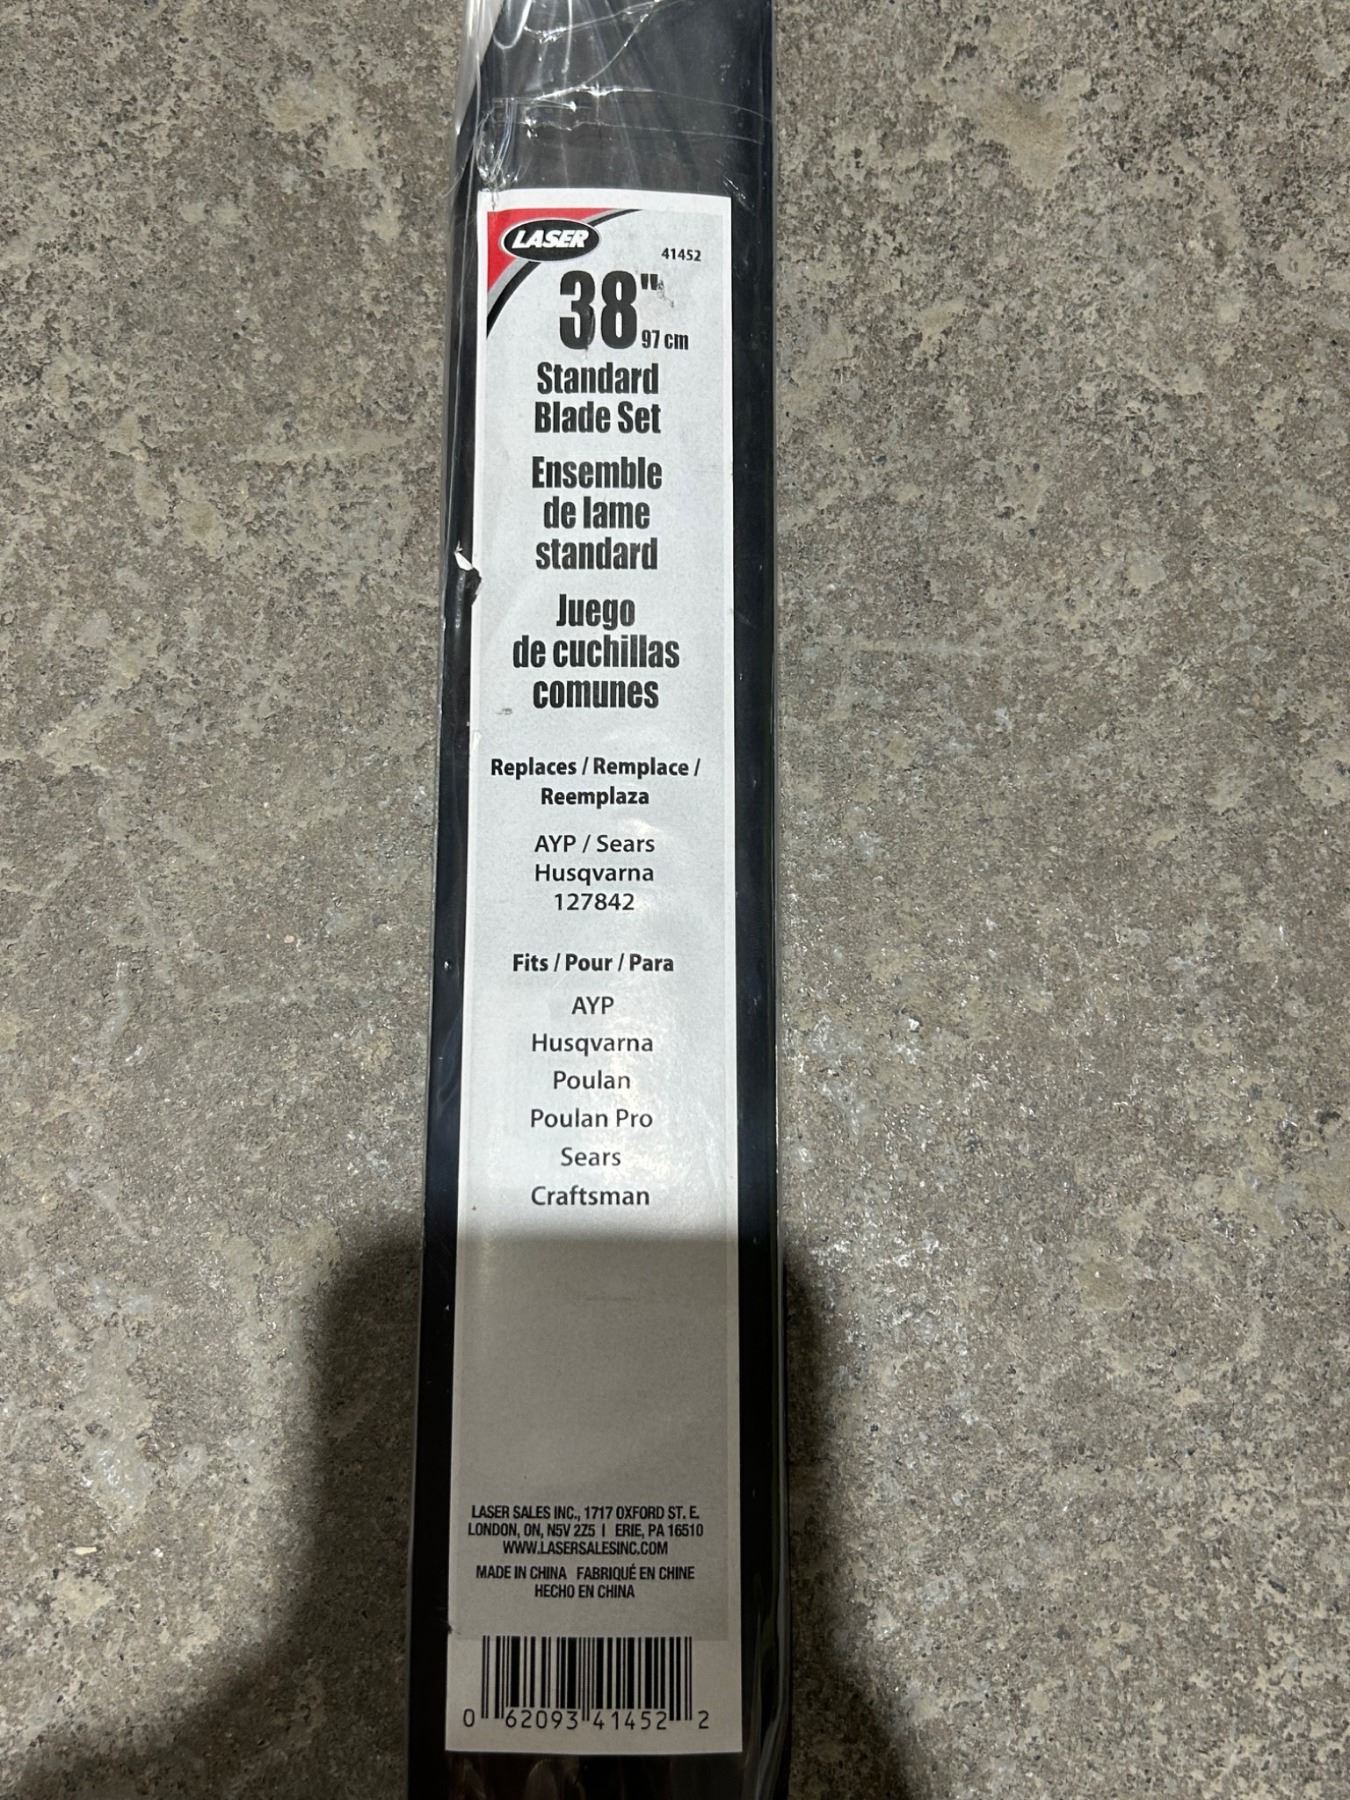 LASER
41452
38"
97 cm
Standard
Blade Set
Ensemble
de lame
standard
Juego
de cuchillas
comunes
Replaces / Remplace /
Reemplaza
AYP / Sears
Husqvarna
127842
Fits / Pour / Para
AYP
Husqvarna
Poulan
Poulan Pro
Sears
Craftsman
LASER SALES INC., 1717 OXFORD ST. E.
LONDON, ON, N5V 2Z5 | ERIE, PA 16510
WWW.LASERSALESINC.COM
MADE IN CHINA FABRIQUÉ EN CHINE
HECHO EN CHINA
0 62093 41452 2